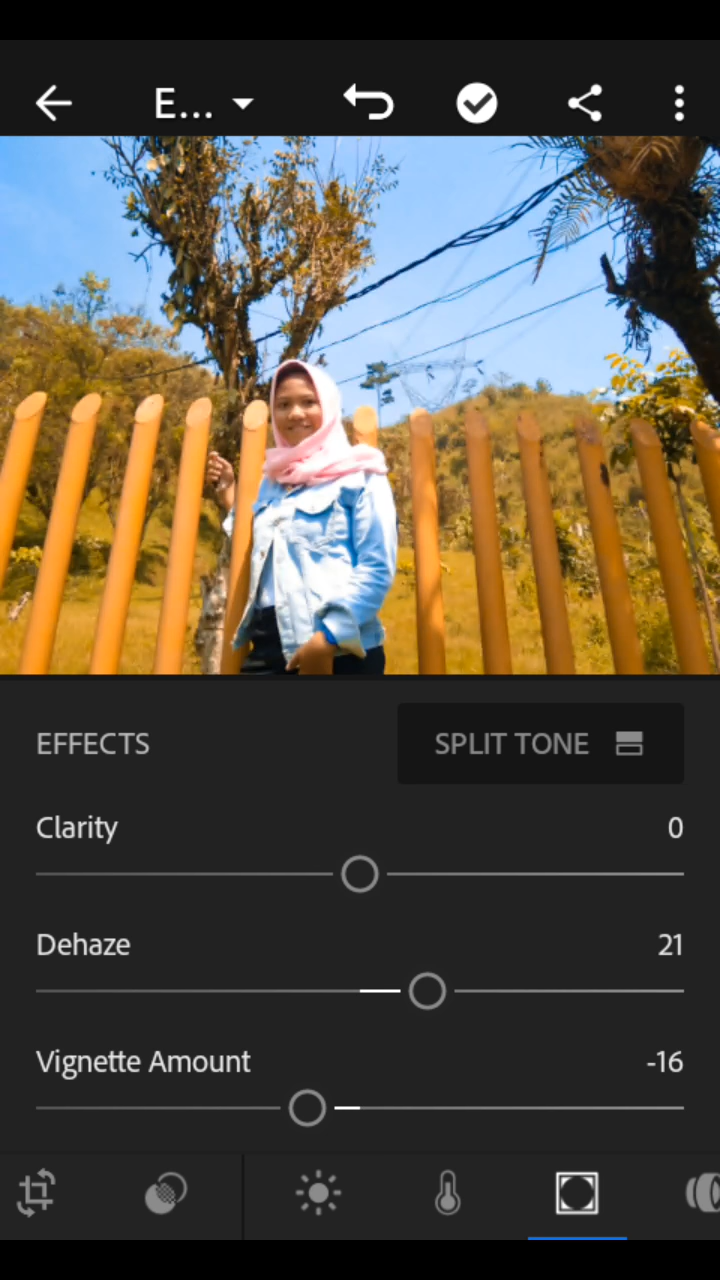 E...
EFFECTS
SPLIT TONE
Clarity 0
Dehaze 21
Vignette Amount -16